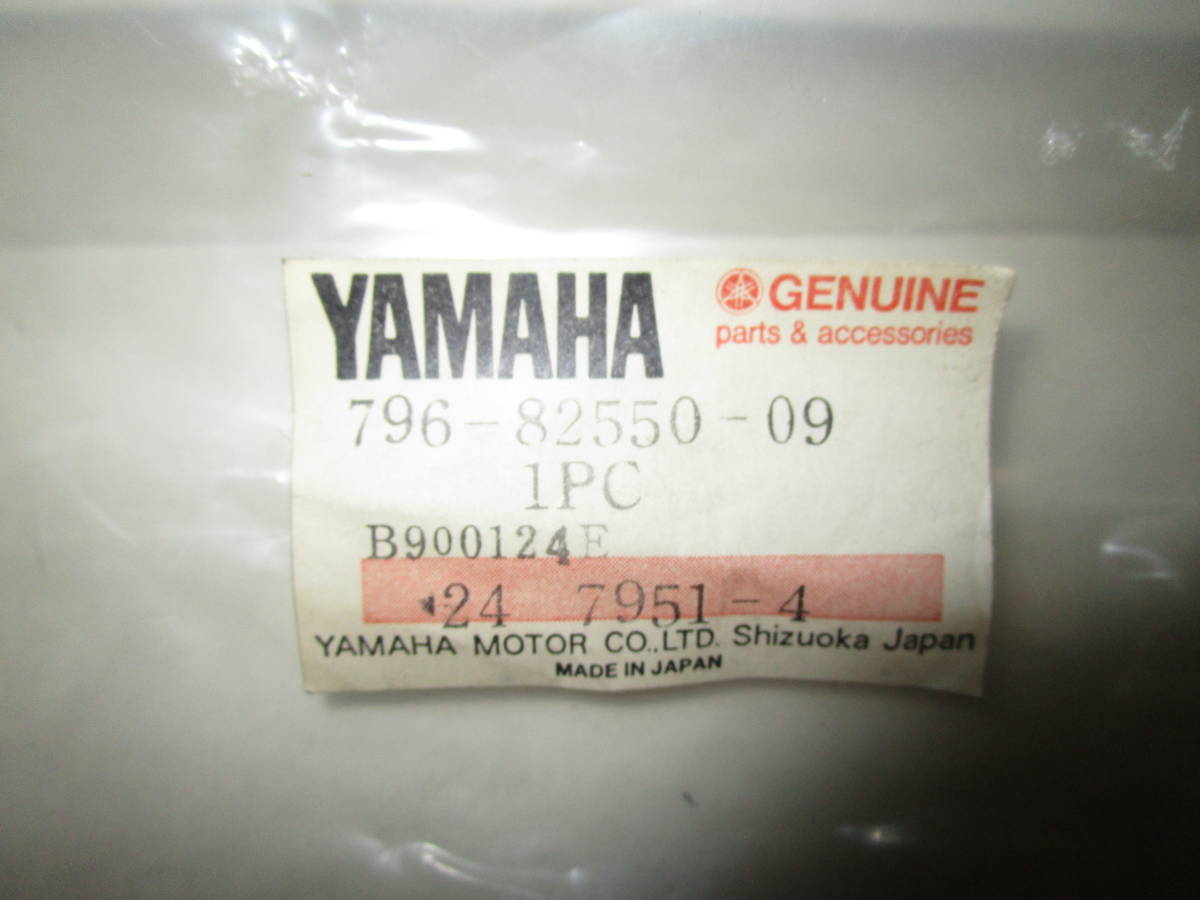 YAMAHA
GENUINE
parts & accessories
796-82550-09
1PC
B900124E
24 7951-4
YAMAHA MOTOR CO.,LTD. Shizuoka Japan
MADE IN JAPAN